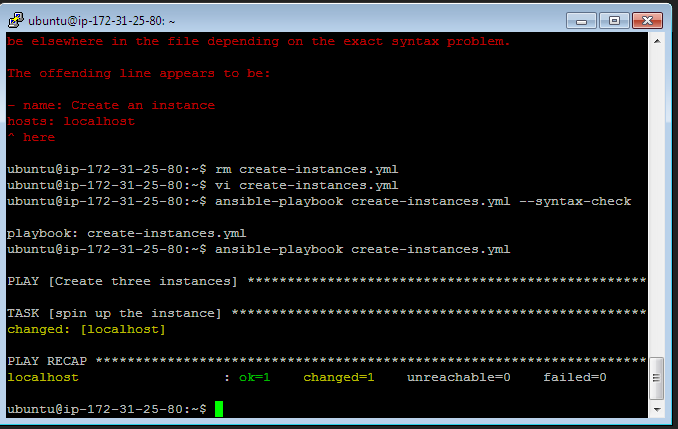 ubuntu@ip-172-31-25-80: ~
be elsewhere in the file depending on the exact syntax problem.
The offending line appears to be:
- name: Create an instance
hosts: localhost
^ here
ubuntu@ip-172-31-25-80:~$ rm create-instances.yml
ubuntu@ip-172-31-25-80:~$ vi create-instances.yml
ubuntu@ip-172-31-25-80:~$ ansible-playbook create-instances.yml --syntax-check
playbook: create-instances.yml
ubuntu@ip-172-31-25-80:~$ ansible-playbook create-instances.yml
PLAY [Create three instances] **************************************************
TASK [spin up the instance] ****************************************************
changed: [localhost]
PLAY RECAP *********************************************************************
localhost                  : ok=1    changed=1    unreachable=0    failed=0
ubuntu@ip-172-31-25-80:~$